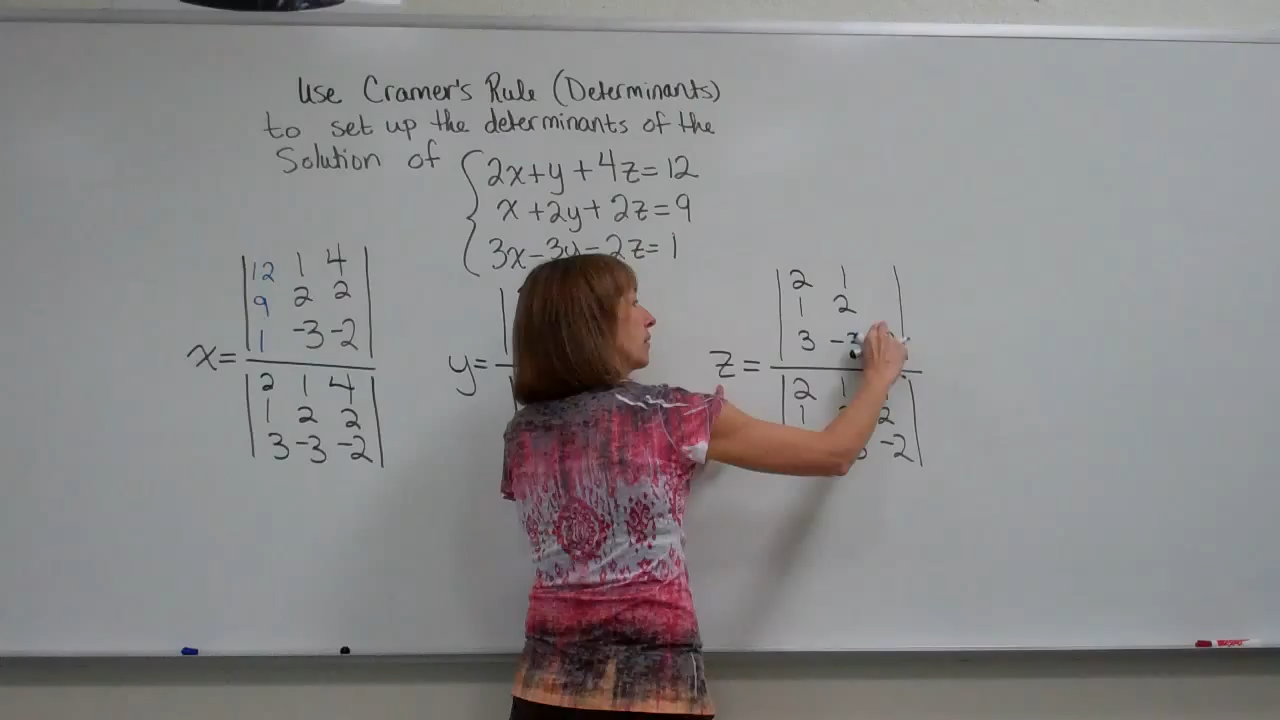 Use Cramer's Rule (Determinants)
to set up the determinants of the
Solution of
2x+y+4z=12
x+2y+2z=9
3x-3y-2z=1
x=
|12 1 4|
|9 2 2|
|1 -3 -2|
|2 1 4|
|1 2 2|
|3 -3 -2|
y=
z=
|2 1 |
|1 2 |
|3
|2 1
|1 2
-2|